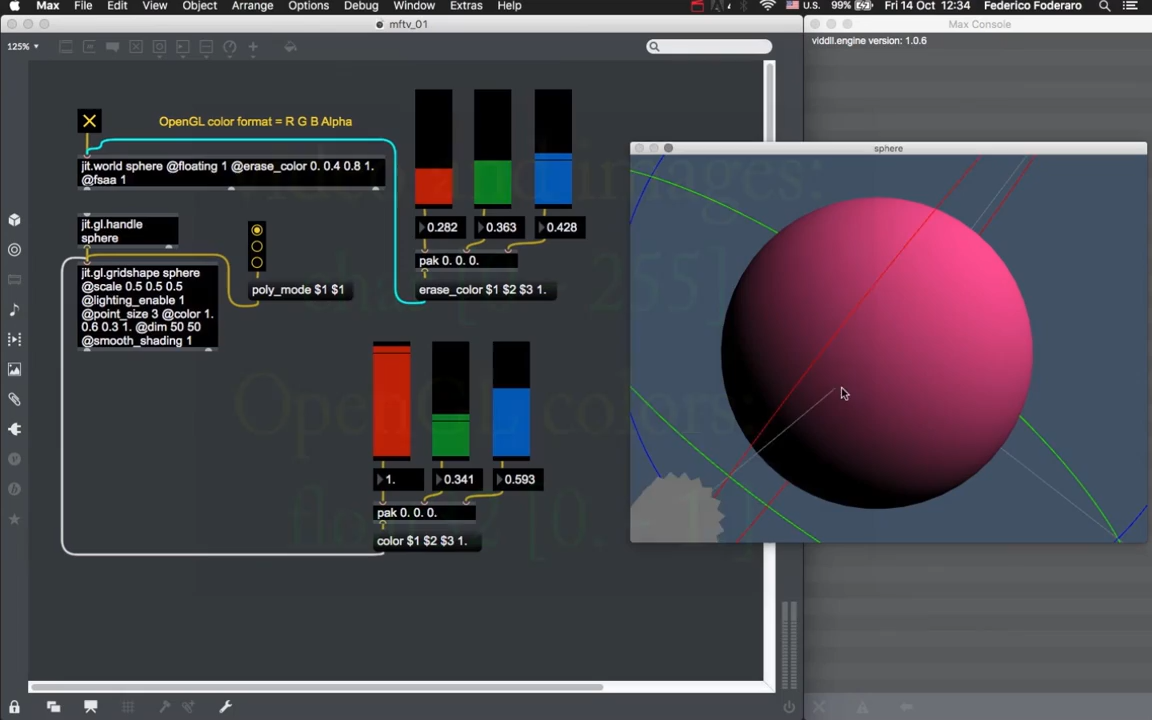 Max File Edit View Object Arrange Options Debug Window Extras Help
U.S. 99% Fri 14 Oct 12:34 Federico Foderaro
mftv_01
Max Console
125%
viddll.engine version: 1.0.6
OpenGL color format = R G B Alpha
jit.world sphere @floating 1 @erase_color 0. 0.4 0.8 1.
@fsaa 1
jit.gl.handle
sphere
jit.gl.gridshape sphere
@scale 0.5 0.5 0.5
@lighting_enable 1
@point_size 3 @color 1.
0.6 0.3 1. @dim 50 50
@smooth_shading 1
poly_mode $1 $1
0.282
0.363
0.428
pak 0. 0. 0.
erase_color $1 $2 $3 1.
sphere
1.
0.341
0.593
pak 0. 0. 0.
color $1 $2 $3 1.
and images:
255]
OpenGL colors: